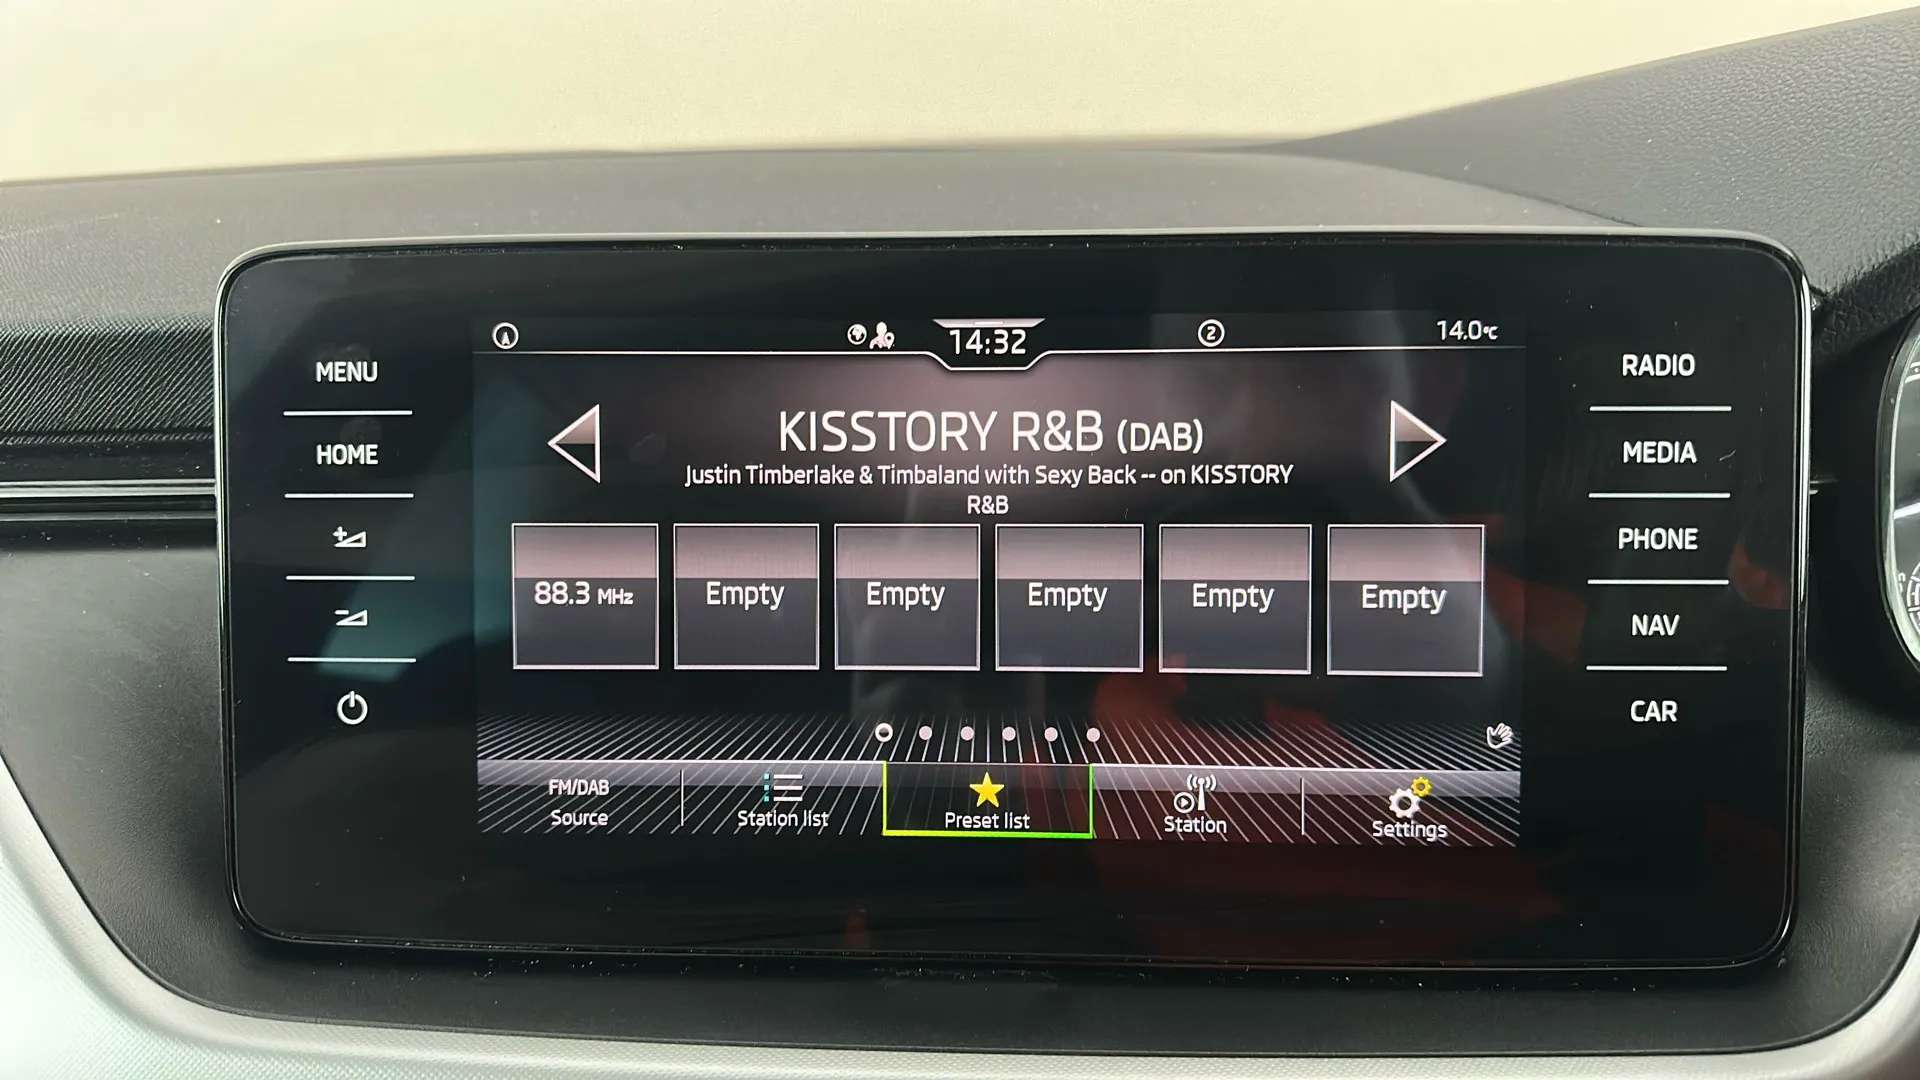 14:32
2
14.0°C
MENU
HOME
RADIO
MEDIA
PHONE
NAV
CAR
KISSTORY R&B (DAB)
Justin Timberlake & Timbaland with Sexy Back -- on KISSTORY
R&B
88.3 MHz
Empty
Empty
Empty
Empty
Empty
FM/DAB
Source
Station list
Preset list
Station
Settings